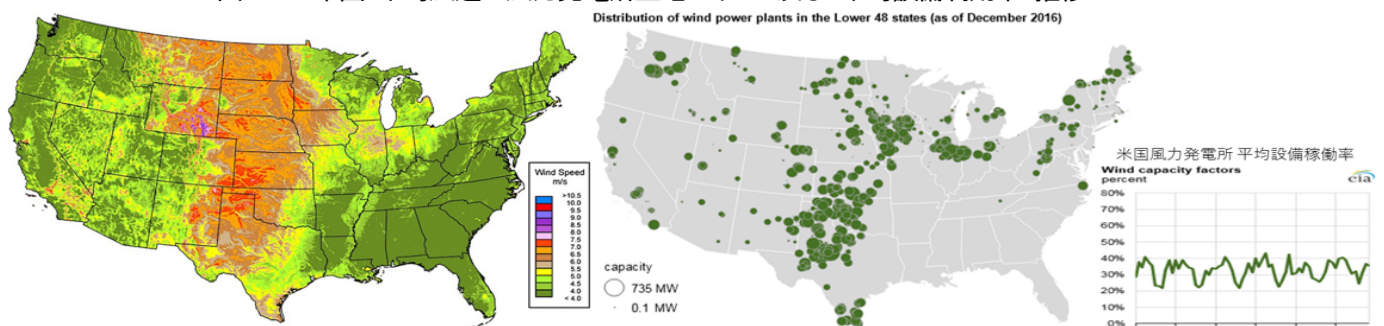 Distribution of wind power plants in the Lower 48 states (as of December 2016)
Wind Speed
m/s
>10.5
10.0
9.5
9.0
8.5
8.0
7.5
7.0
6.5
6.0
5.5
5.0
4.5
4.0
< 4.0
capacity
735 MW
0.1 MW
米国風力発電所 平均設備稼働率
Wind capacity factors
percent
eia
80%
70%
60%
50%
40%
30%
20%
10%
0%